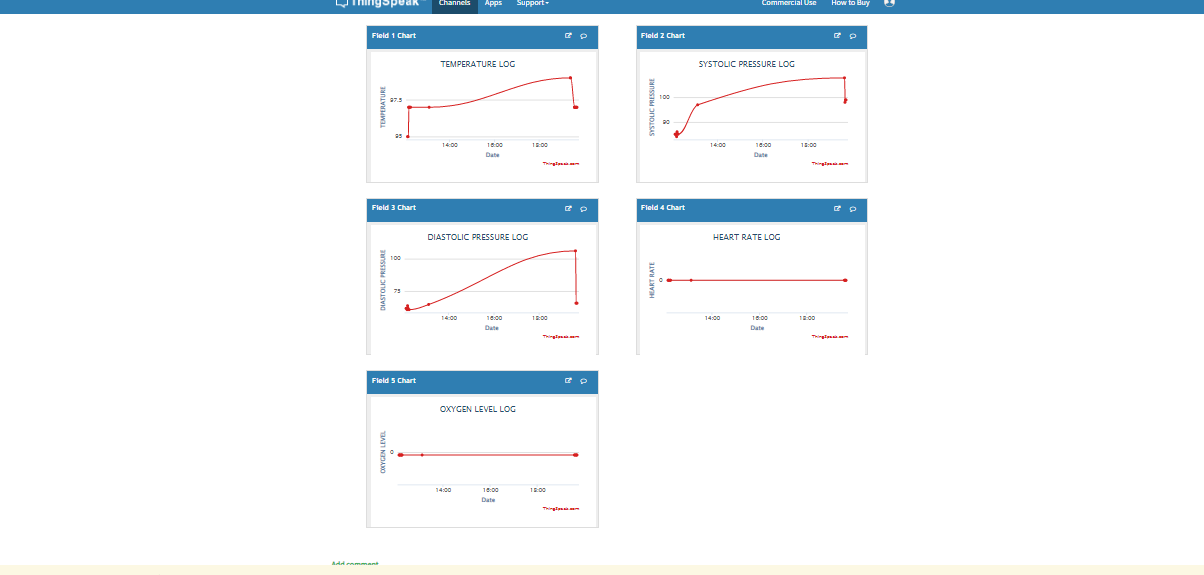 ThingSpeak™ Channels Apps Support Commercial Use How to Buy
Field 1 Chart
TEMPERATURE LOG
TEMPERATURE
97.5
95
14:00 16:00 18:00
Date
ThingSpeak.com
Field 2 Chart
SYSTOLIC PRESSURE LOG
SYSTOLIC PRESSURE
100
90
14:00 16:00 18:00
Date
ThingSpeak.com
Field 3 Chart
DIASTOLIC PRESSURE LOG
DIASTOLIC PRESSURE
100
75
14:00 16:00 18:00
Date
ThingSpeak.com
Field 4 Chart
HEART RATE LOG
HEART RATE
0
14:00 16:00 18:00
Date
ThingSpeak.com
Field 5 Chart
OXYGEN LEVEL LOG
OXYGEN LEVEL
0
14:00 16:00 18:00
Date
ThingSpeak.com
Add comment